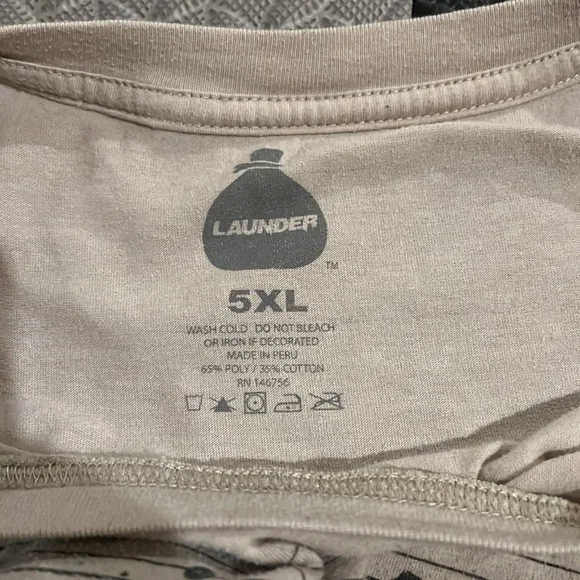 LAUNDER
TM
5XL
WASH COLD DO NOT BLEACH
OR IRON IF DECORATED
MADE IN PERU
65% POLY / 35% COTTON
RN 146756